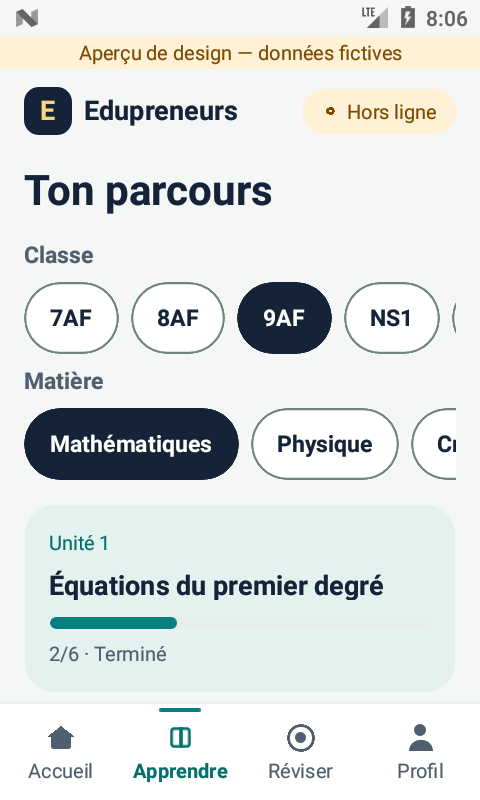 LTE 8:06
Aperçu de design — données fictives
E Edupreneurs Hors ligne
Ton parcours
Classe
7AF 8AF 9AF NS1
Matière
Mathématiques Physique
Unité 1
Équations du premier degré
2/6 · Terminé
Accueil Apprendre Réviser Profil